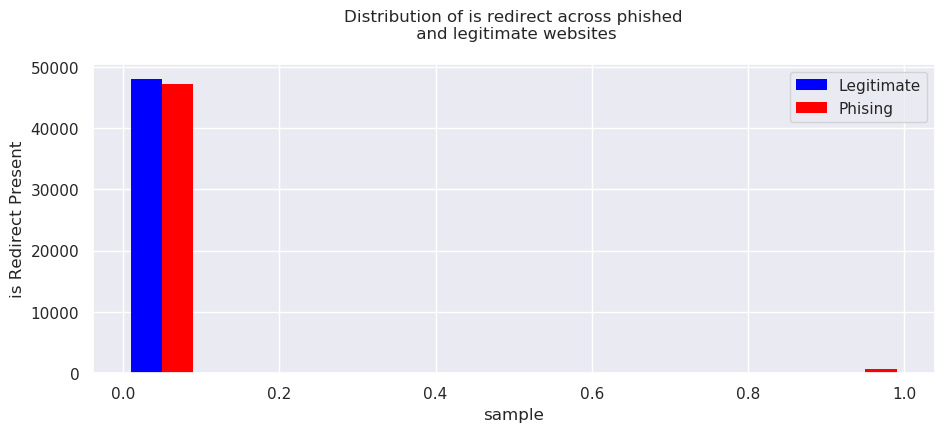 Distribution of is redirect across phished
and legitimate websites
50000
40000
30000
20000
10000
0
is Redirect Present
Legitimate
Phising
0.0
0.2
0.4
0.6
0.8
1.0
sample